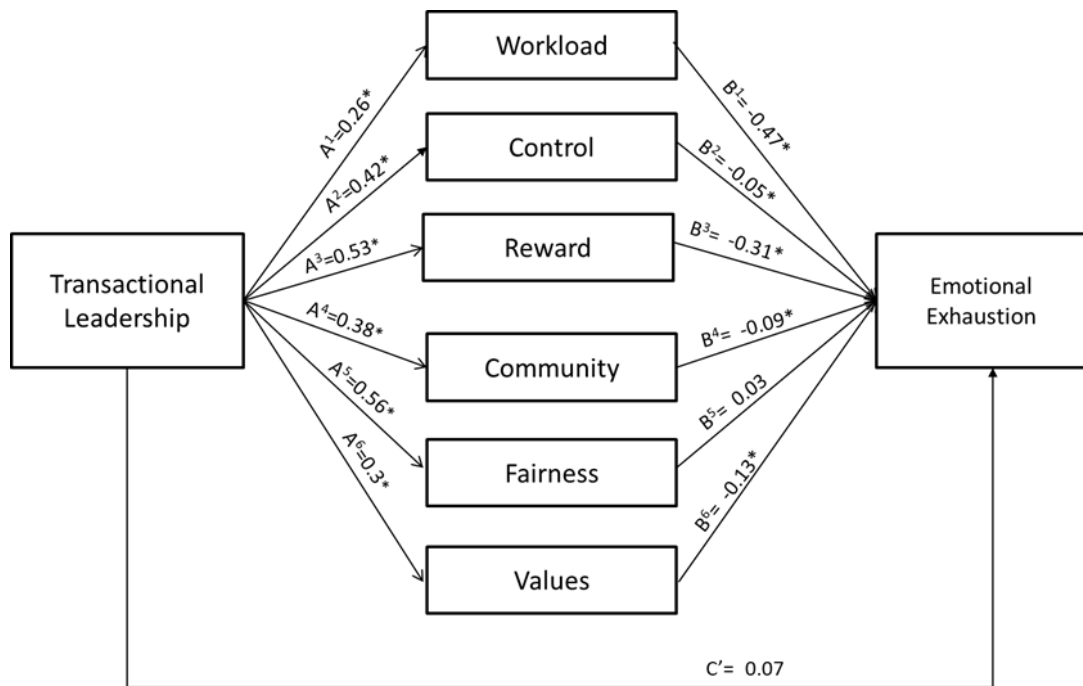 Workload
A¹=0.26*
B¹= -0.47*
Control
A²=0.42*
B²= -0.05*
Reward
A³=0.53*
B³= -0.31*
Transactional
Leadership
Emotional
Exhaustion
A⁴=0.38*
Community
B⁴= -0.09*
A⁵=0.56*
Fairness
B⁵= 0.03
A⁶=0.3*
Values
B⁶= -0.13*
C’= 0.07